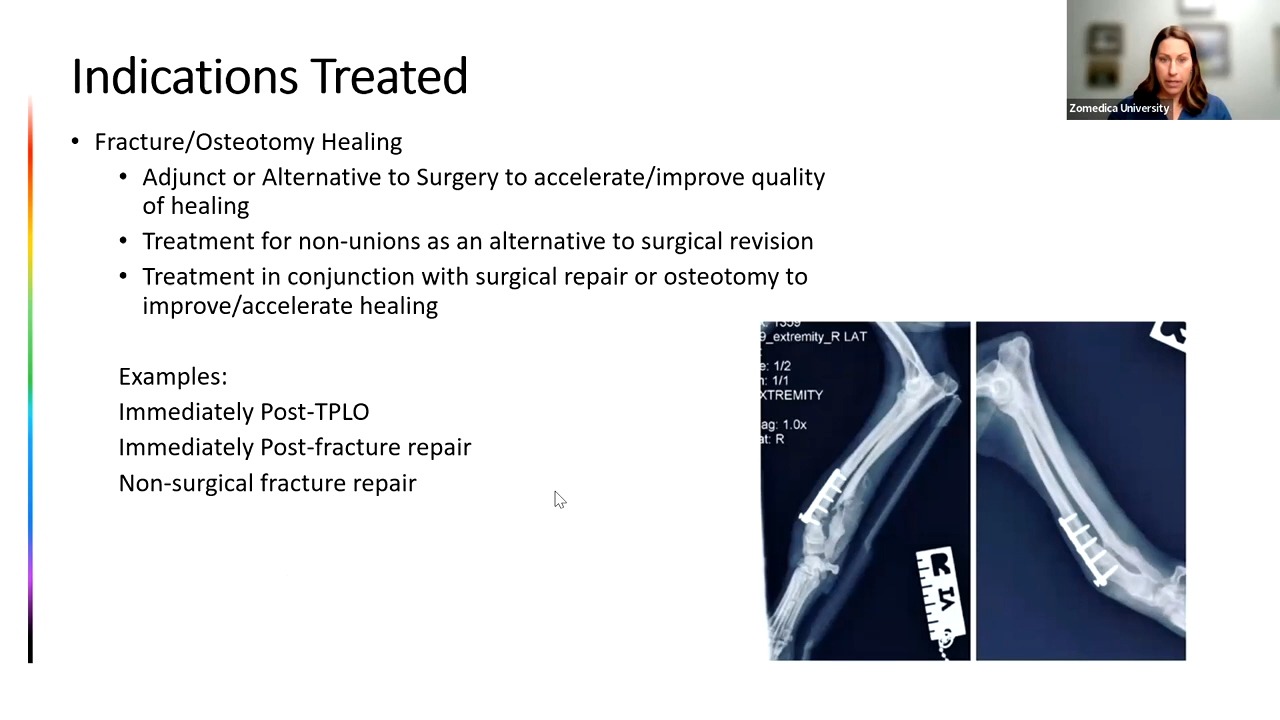 Indications Treated
Zomedica University
• Fracture/Osteotomy Healing
• Adjunct or Alternative to Surgery to accelerate/improve quality
of healing
• Treatment for non-unions as an alternative to surgical revision
• Treatment in conjunction with surgical repair or osteotomy to
improve/accelerate healing
Examples:
Immediately Post-TPLO
Immediately Post-fracture repair
Non-surgical fracture repair
9_extremity_R LAT
e: 1/2
n: 1/1
XTREMITY
ag: 1.0x
at: R
R